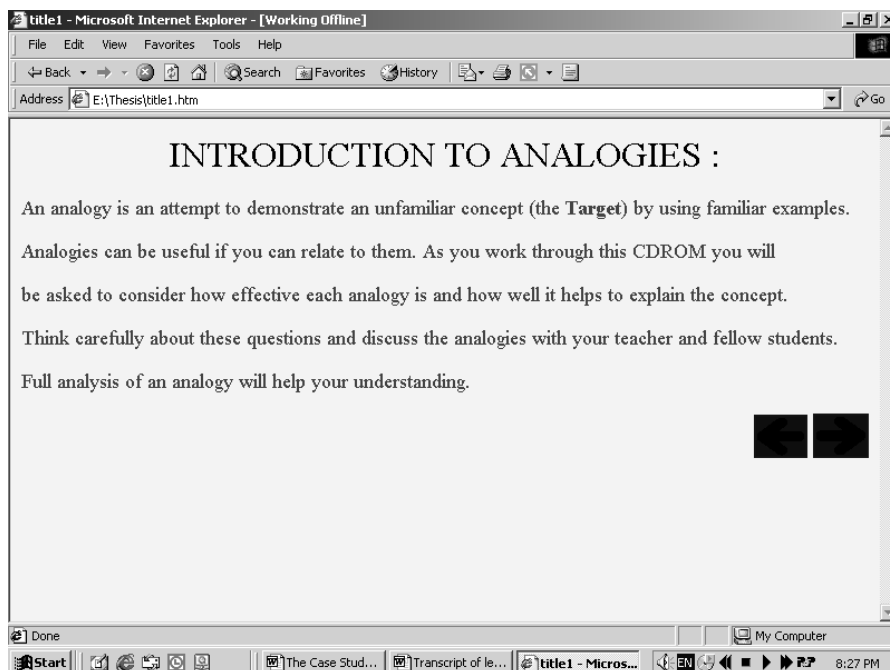 title1 - Microsoft Internet Explorer - [Working Offline]
File Edit View Favorites Tools Help
Back Search Favorites History
Address E:\Thesis\title1.htm Go
INTRODUCTION TO ANALOGIES :
An analogy is an attempt to demonstrate an unfamiliar concept (the Target) by using familiar examples.
Analogies can be useful if you can relate to them. As you work through this CDROM you will
be asked to consider how effective each analogy is and how well it helps to explain the concept.
Think carefully about these questions and discuss the analogies with your teacher and fellow students.
Full analysis of an analogy will help your understanding.
Done My Computer
Start The Case Stud... Transcript of le... title1 - Micros... EN 8:27 PM